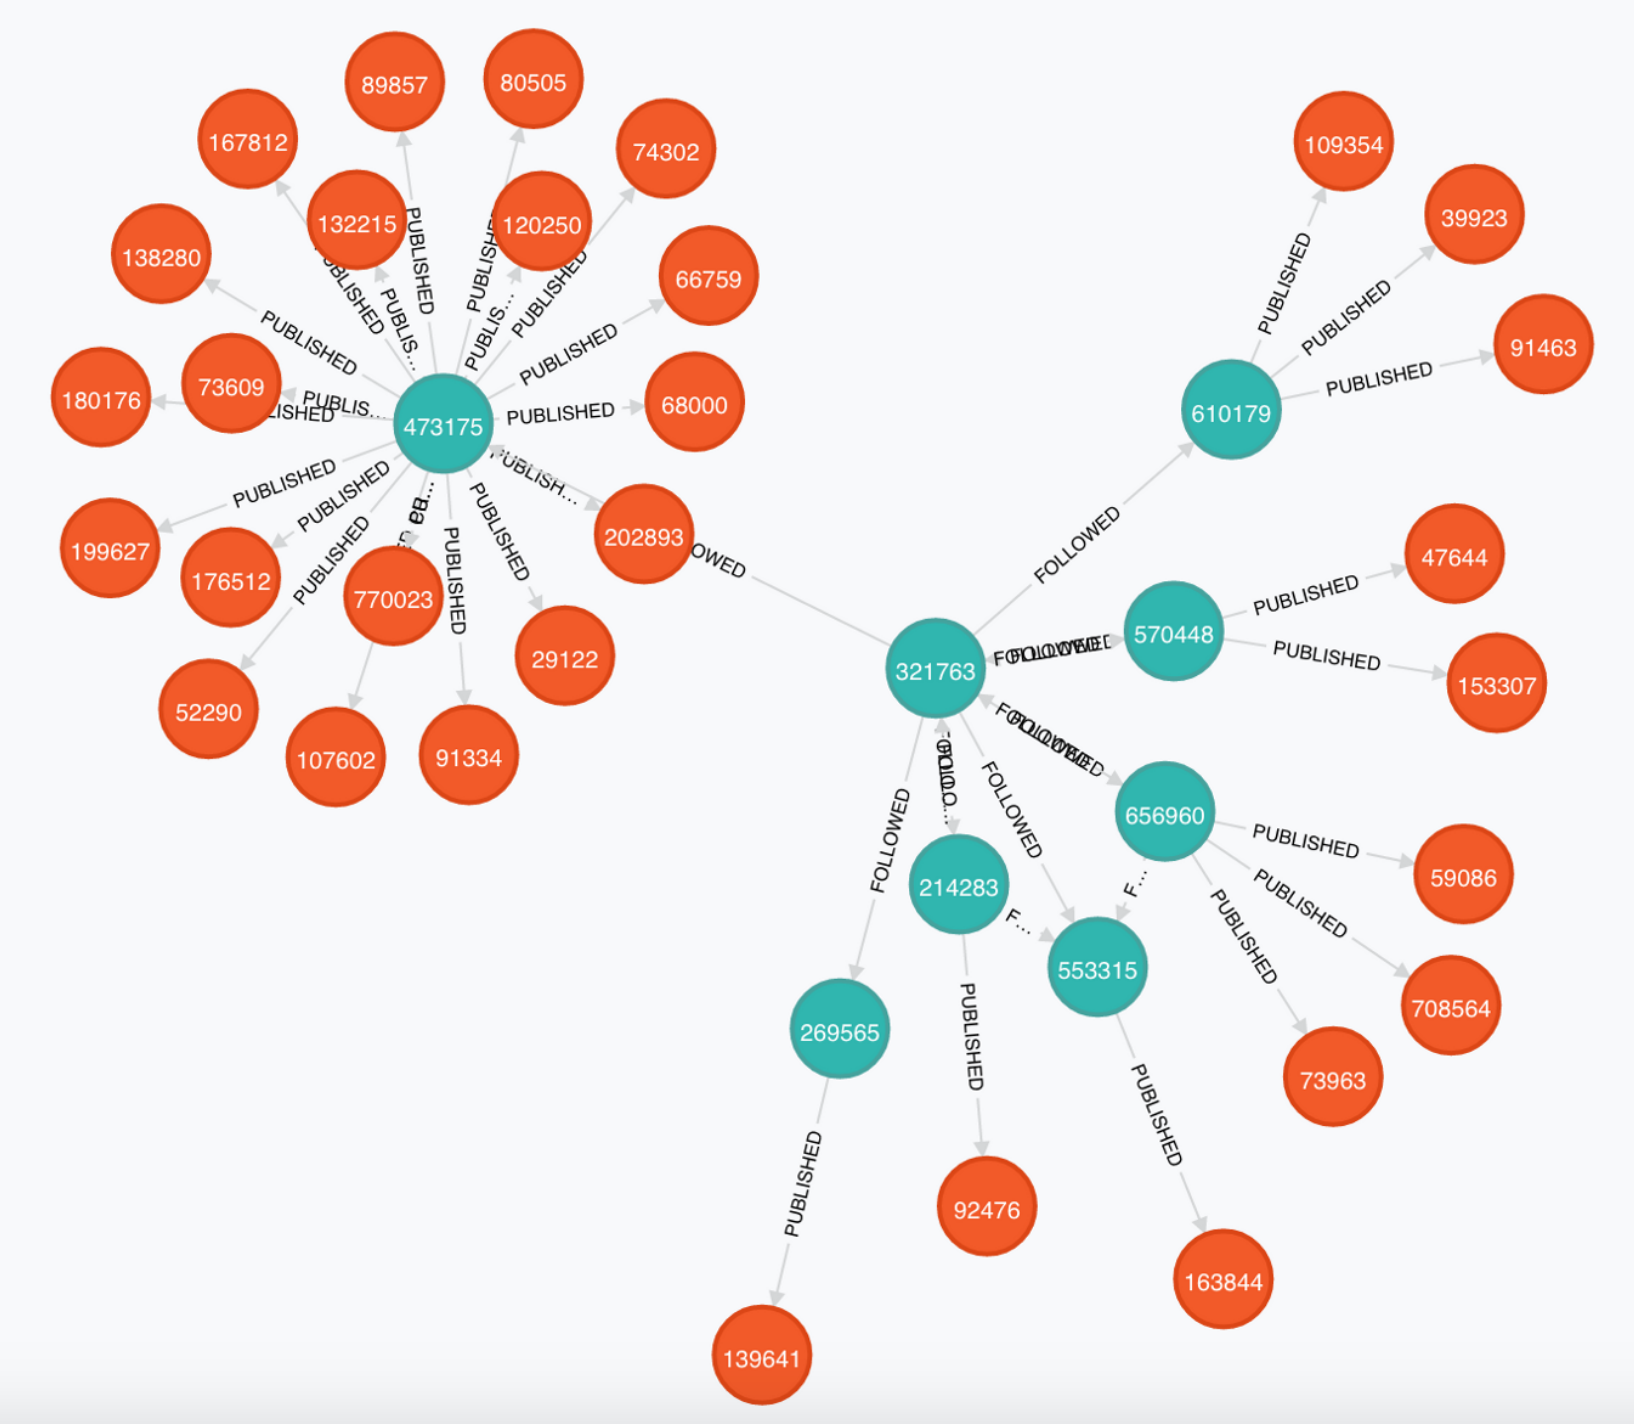 80505
89857
109354
167812
74302
39923
132215
120250
138280
PUBLISHED
PUBLISHED
66759
PUBLISHED
PUBLISHED
PUBLIS...
PUBLIS...
PUBLISHED
PUBLISHED
PUBLISHED
91463
73609
180176
PUBLIS...
PUBLISHED
68000
PUBLISHED
473175
610179
PUBLISHED
PUBLISHED
PUBLISH...
PUBLISHED
199627
176512
PUBLISHED
PUBLISHED
PUBLISHED
202893
OWED
FOLLOWED
47644
770023
PUBLISHED
570448
29122
321763
FOLLOWED
PUBLISHED
153307
52290
FOLLOWED
107602
91334
FOLLOWED
FOLLOWED
656960
PUBLISHED
59086
214283
F...
PUBLISHED
F...
PUBLISHED
553315
708564
269565
PUBLISHED
73963
PUBLISHED
PUBLISHED
92476
163844
139641